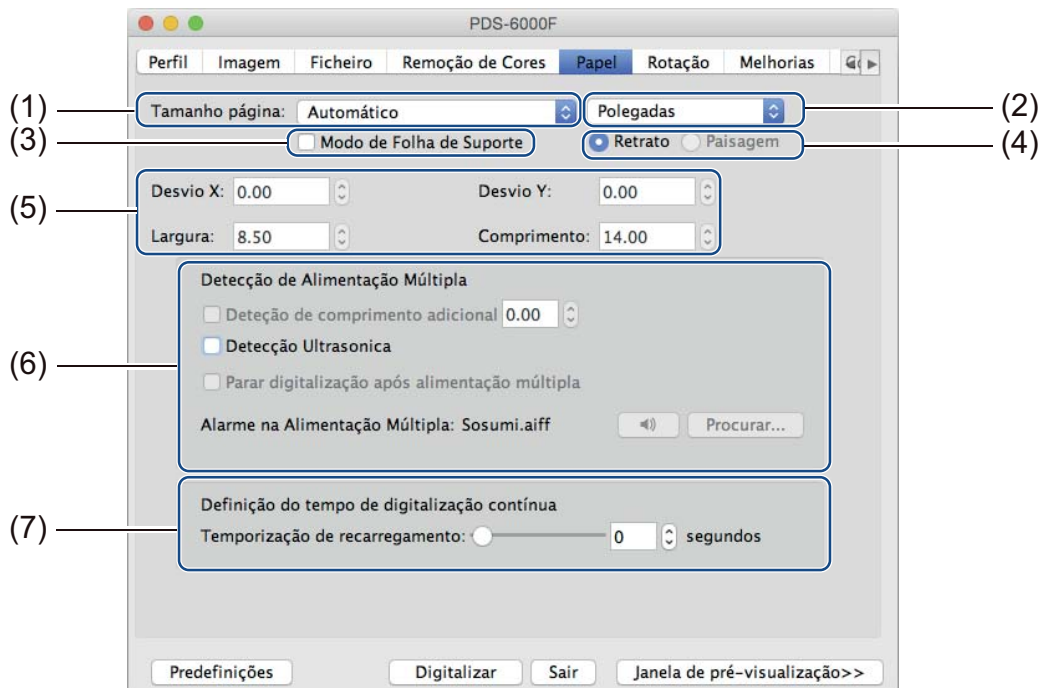 PDS-6000F
Perfil Imagem Ficheiro Remoção de Cores Papel Rotação Melhorias
(1) Tamanho página: Automático Polegadas (2)
(3) Modo de Folha de Suporte Retrato Paisagem (4)
(5) Desvio X: 0.00 Desvio Y: 0.00
Largura: 8.50 Comprimento: 14.00
Detecção de Alimentação Múltipla
Deteção de comprimento adicional 0.00
(6) Detecção Ultrasonica
Parar digitalização após alimentação múltipla
Alarme na Alimentação Múltipla: Sosumi.aiff Procurar...
Definição do tempo de digitalização contínua
(7) Temporização de recarregamento: 0 segundos
Predefinições Digitalizar Sair Janela de pré-visualização>>